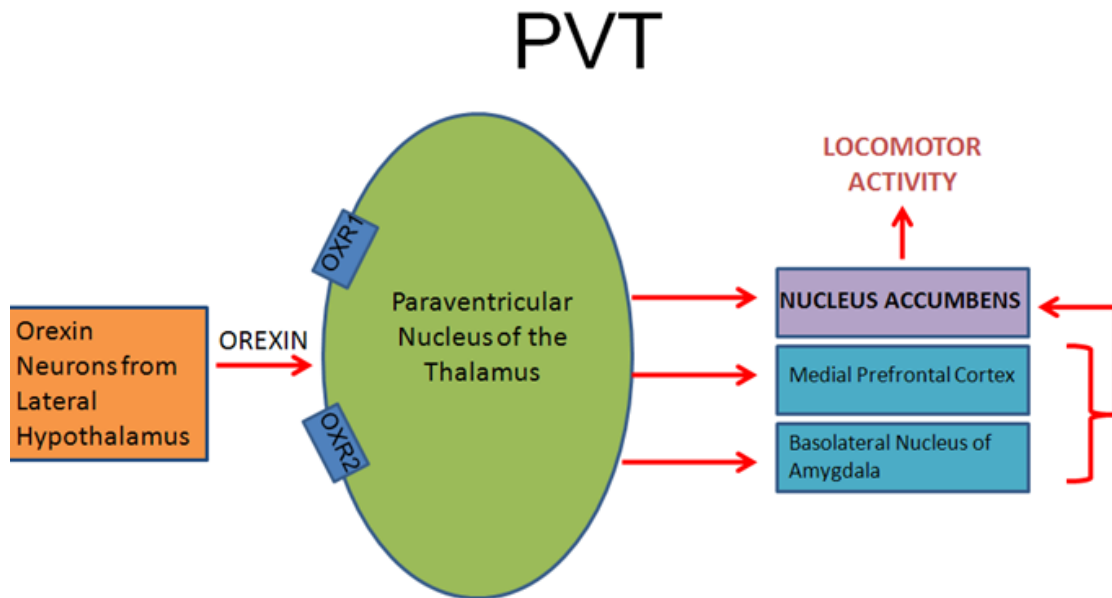 PVT
LOCOMOTOR
ACTIVITY
OXR1
NUCLEUS ACCUMBENS
Paraventricular
Nucleus of the
Thalamus
Orexin
Neurons from
Lateral
Hypothalamus
OREXIN
Medial Prefrontal Cortex
OXR2
Basolateral Nucleus of
Amygdala